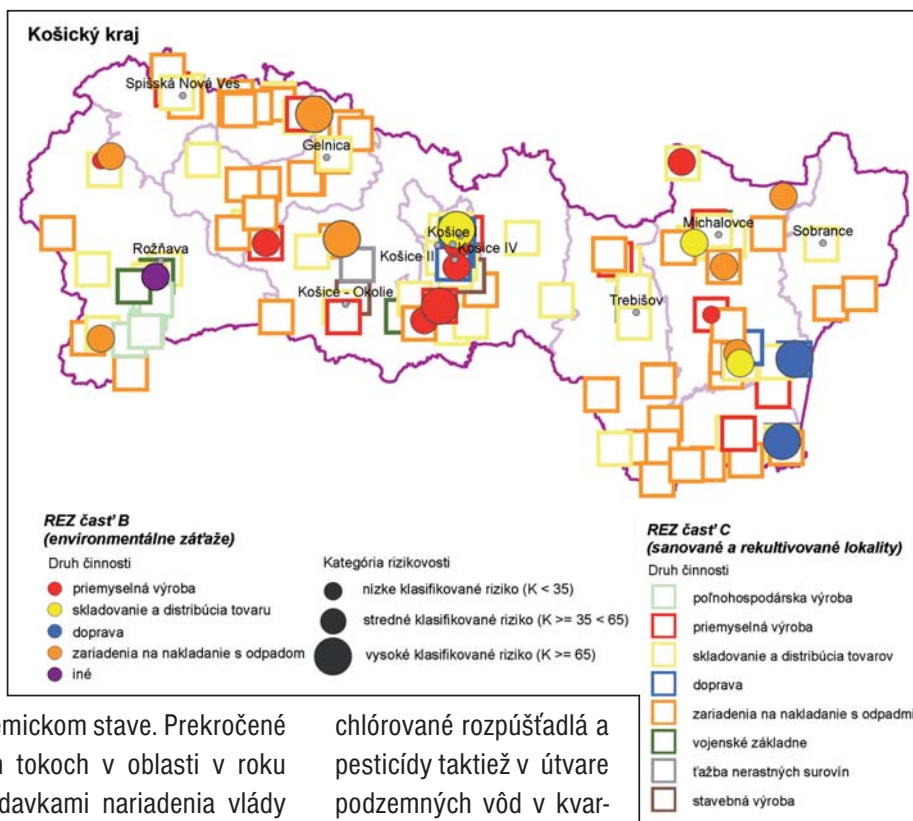 Košický kraj
Spišská Nová Ves
Gelnica
Rožňava
Košice
Košice II
Košice IV
Košice - Okolie
Michalovce
Sobrance
Trebišov
REZ časť B
(environmentálne záťaže)
Druh činnosti
priemyselná výroba
skladovanie a distribúcia tovaru
doprava
zariadenia na nakladanie s odpadom
iné
Kategória rizikovosti
nízke klasifikované riziko (K < 35)
stredné klasifikované riziko (K >= 35 < 65)
vysoké klasifikované riziko (K >= 65)
REZ časť C
(sanované a rekultivované lokality)
Druh činnosti
poľnohospodárska výroba
priemyselná výroba
skladovanie a distribúcia tovarov
doprava
zariadenia na nakladanie s odpadmi
vojenské základne
ťažba nerastných surovín
stavebná výroba
emickom stave. Prekročené
tokoch v oblasti v roku
davkami nariadenia vlády
chlórované rozpúšťadlá a
pesticídy taktiež v útvare
podzemných vôd v kvar-